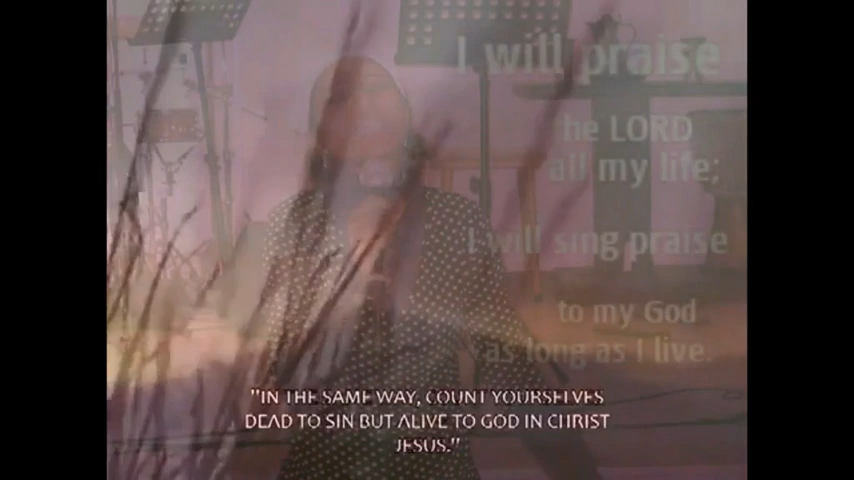 I will praise
he LORD
all my life;
I will sing praise
to my God
as long as I live.
"IN THE SAME WAY, COUNT YOURSELVES
DEAD TO SIN BUT ALIVE TO GOD IN CHRIST
JESUS."